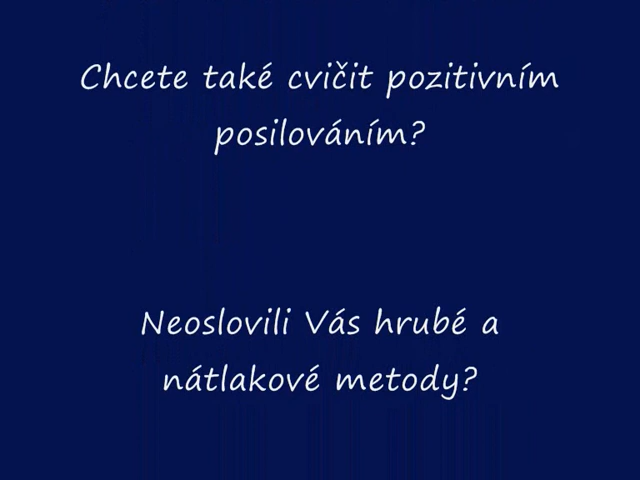 Chcete také cvičit pozitivním
posilováním?
Neoslovili Vás hrubé a
nátlakové metody?